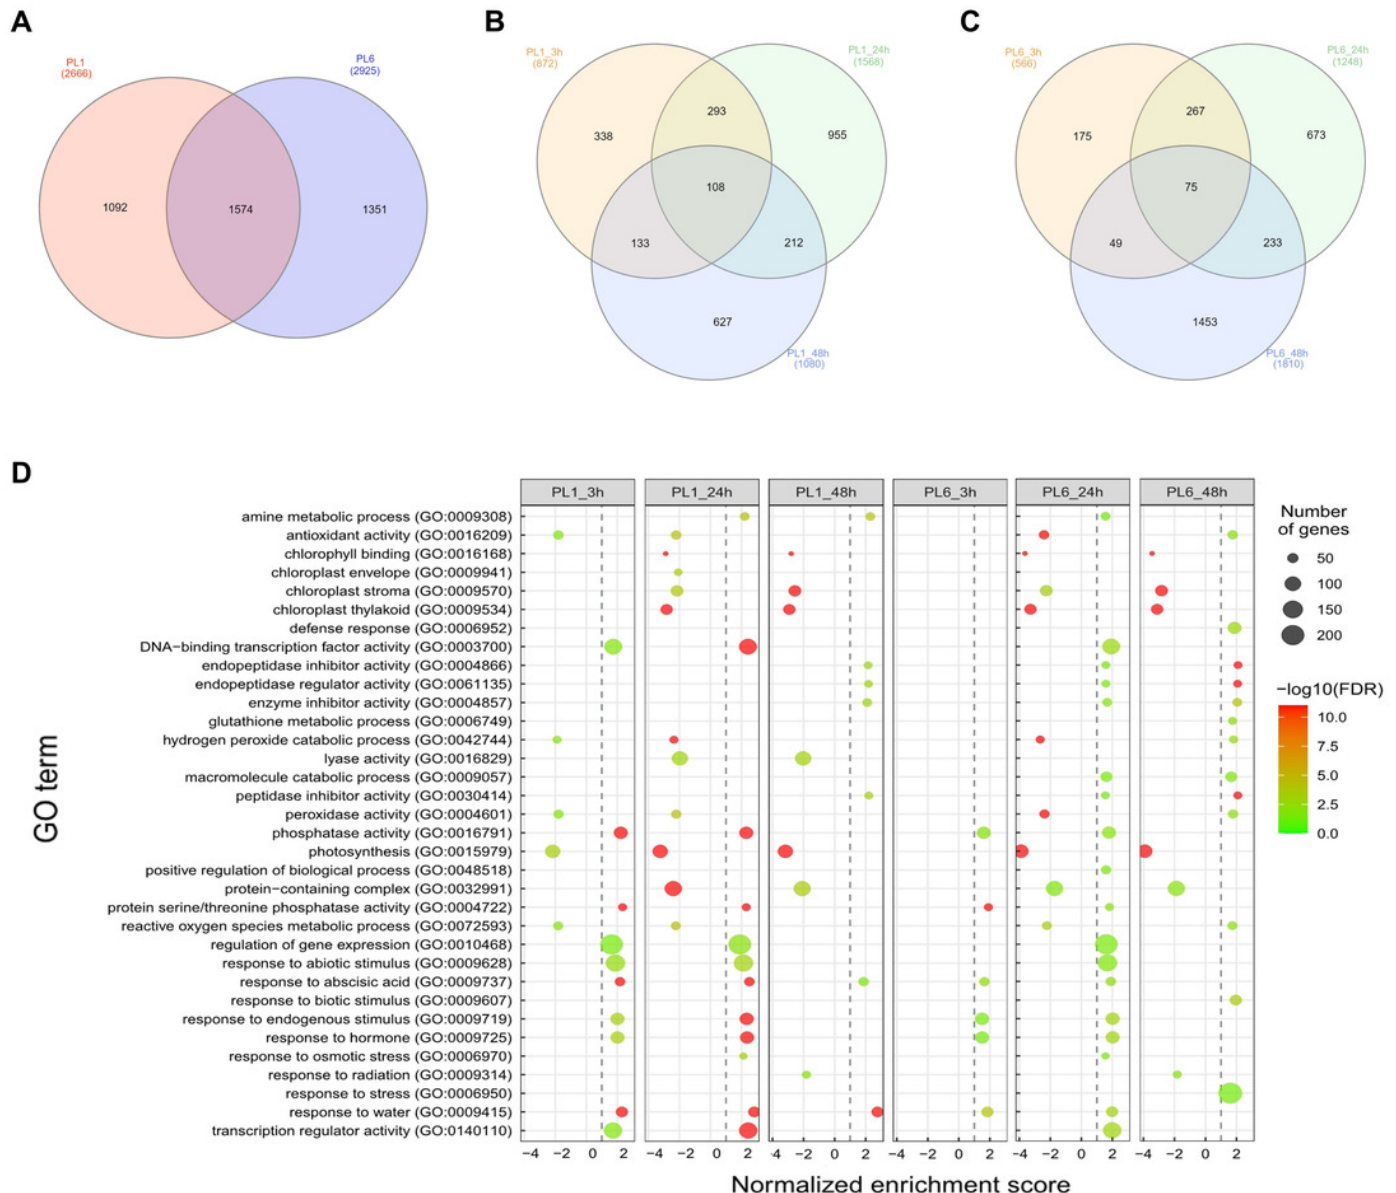 A
B
C
PL1
(2666)
PL6
(2925)
1092
1574
1351
PL1_3h
(872)
PL1_24h
(1568)
338
293
955
108
133
212
627
PL1_48h
(1080)
PL6_3h
(566)
PL6_24h
(1248)
175
267
673
75
49
233
1453
PL6_48h
(1810)
D
PL1_3h PL1_24h PL1_48h PL6_3h PL6_24h PL6_48h
GO term
amine metabolic process (GO:0009308)
antioxidant activity (GO:0016209)
chlorophyll binding (GO:0016168)
chloroplast envelope (GO:0009941)
chloroplast stroma (GO:0009570)
chloroplast thylakoid (GO:0009534)
defense response (GO:0006952)
DNA−binding transcription factor activity (GO:0003700)
endopeptidase inhibitor activity (GO:0004866)
endopeptidase regulator activity (GO:0061135)
enzyme inhibitor activity (GO:0004857)
glutathione metabolic process (GO:0006749)
hydrogen peroxide catabolic process (GO:0042744)
lyase activity (GO:0016829)
macromolecule catabolic process (GO:0009057)
peptidase inhibitor activity (GO:0030414)
peroxidase activity (GO:0004601)
phosphatase activity (GO:0016791)
photosynthesis (GO:0015979)
positive regulation of biological process (GO:0048518)
protein−containing complex (GO:0032991)
protein serine/threonine phosphatase activity (GO:0004722)
reactive oxygen species metabolic process (GO:0072593)
regulation of gene expression (GO:0010468)
response to abiotic stimulus (GO:0009628)
response to abscisic acid (GO:0009737)
response to biotic stimulus (GO:0009607)
response to endogenous stimulus (GO:0009719)
response to hormone (GO:0009725)
response to osmotic stress (GO:0006970)
response to radiation (GO:0009314)
response to stress (GO:0006950)
response to water (GO:0009415)
transcription regulator activity (GO:0140110)
−4 −2 0 2 −4 −2 0 2 −4 −2 0 2 −4 −2 0 2 −4 −2 0 2 −4 −2 0 2
Normalized enrichment score
Number
of genes
50
100
150
200
−log10(FDR)
10.0
7.5
5.0
2.5
0.0